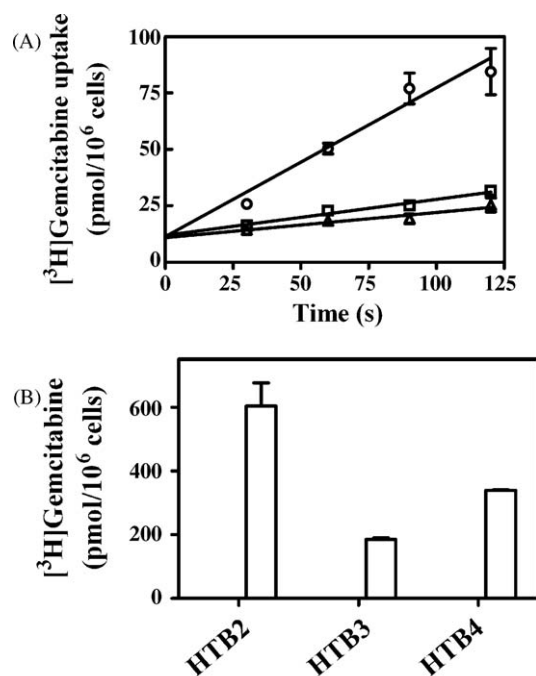 (A)
[³H]Gemcitabine uptake
(pmol/10⁶ cells)
100
75
50
25
0
0 25 50 75 100 125
Time (s)
(B)
[³H]Gemcitabine
(pmol/10⁶ cells)
600
400
200
0
HTB2 HTB3 HTB4